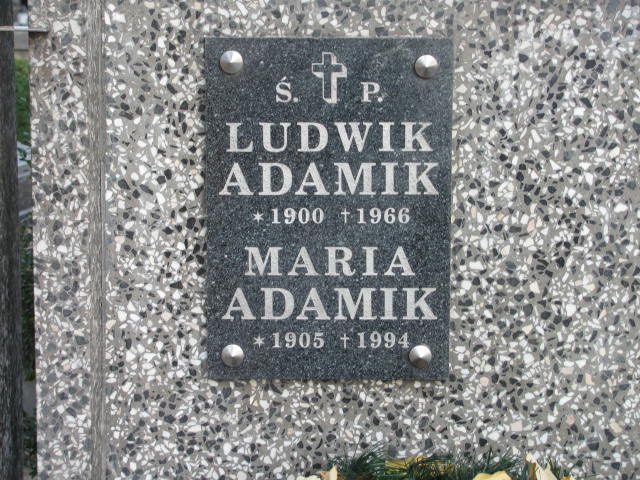 Ś. P.
LUDWIK
ADAMIK
* 1900 † 1966
MARIA
ADAMIK
* 1905 † 1994